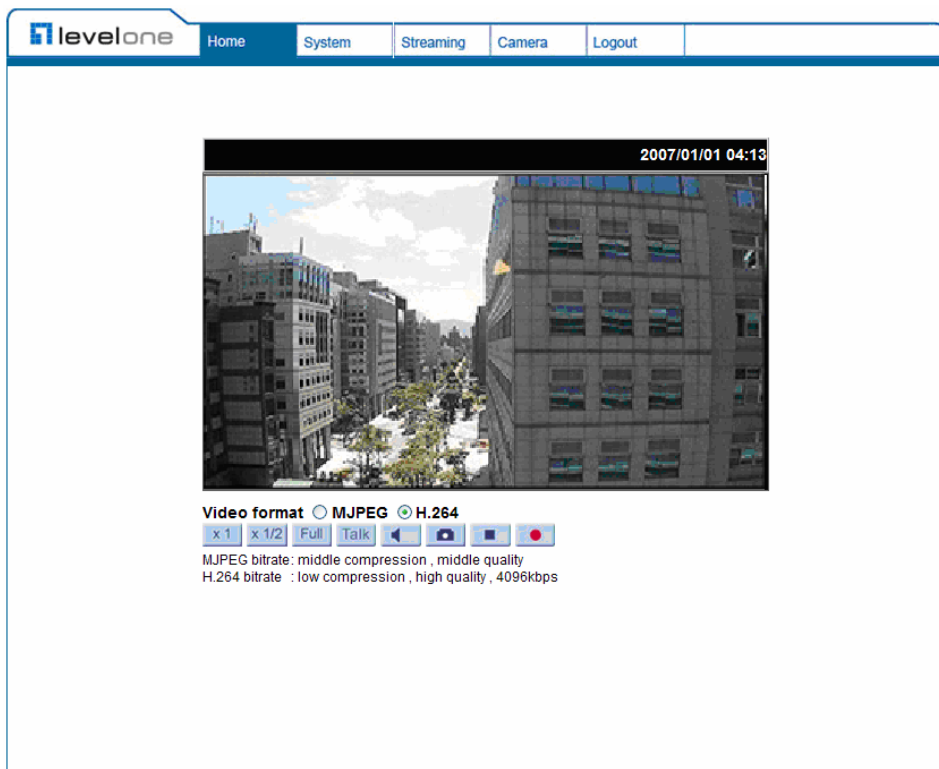 levelone
Home System Streaming Camera Logout
2007/01/01 04:13
Video format MJPEG H.264
x 1 x 1/2 Full Talk
MJPEG bitrate: middle compression , middle quality
H.264 bitrate : low compression , high quality , 4096kbps